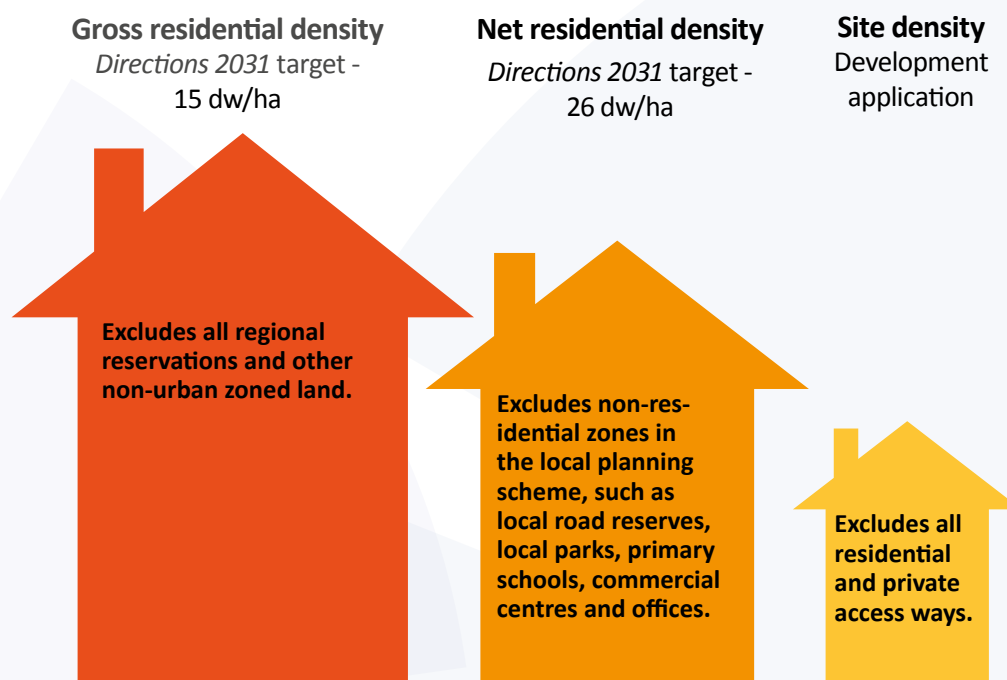 Gross residential density
Directions 2031 target -
15 dw/ha
Excludes all regional
reservations and other
non-urban zoned land.
Net residential density
Directions 2031 target -
26 dw/ha
Excludes non-res-
idential zones in
the local planning
scheme, such as
local road reserves,
local parks, primary
schools, commercial
centres and offices.
Site density
Development
application
Excludes all
residential
and private
access ways.